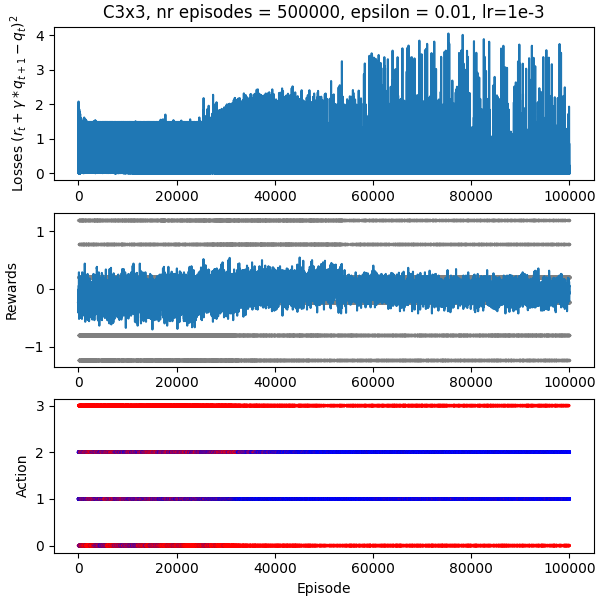 C3x3, nr episodes = 500000, epsilon = 0.01, lr=1e-3
Losses $(r_t + \gamma * q_{t+1} - q_t)^2$
4
3
2
1
0
0 20000 40000 60000 80000 100000
Rewards
1
0
−1
0 20000 40000 60000 80000 100000
Action
3
2
1
0
0 20000 40000 60000 80000 100000
Episode